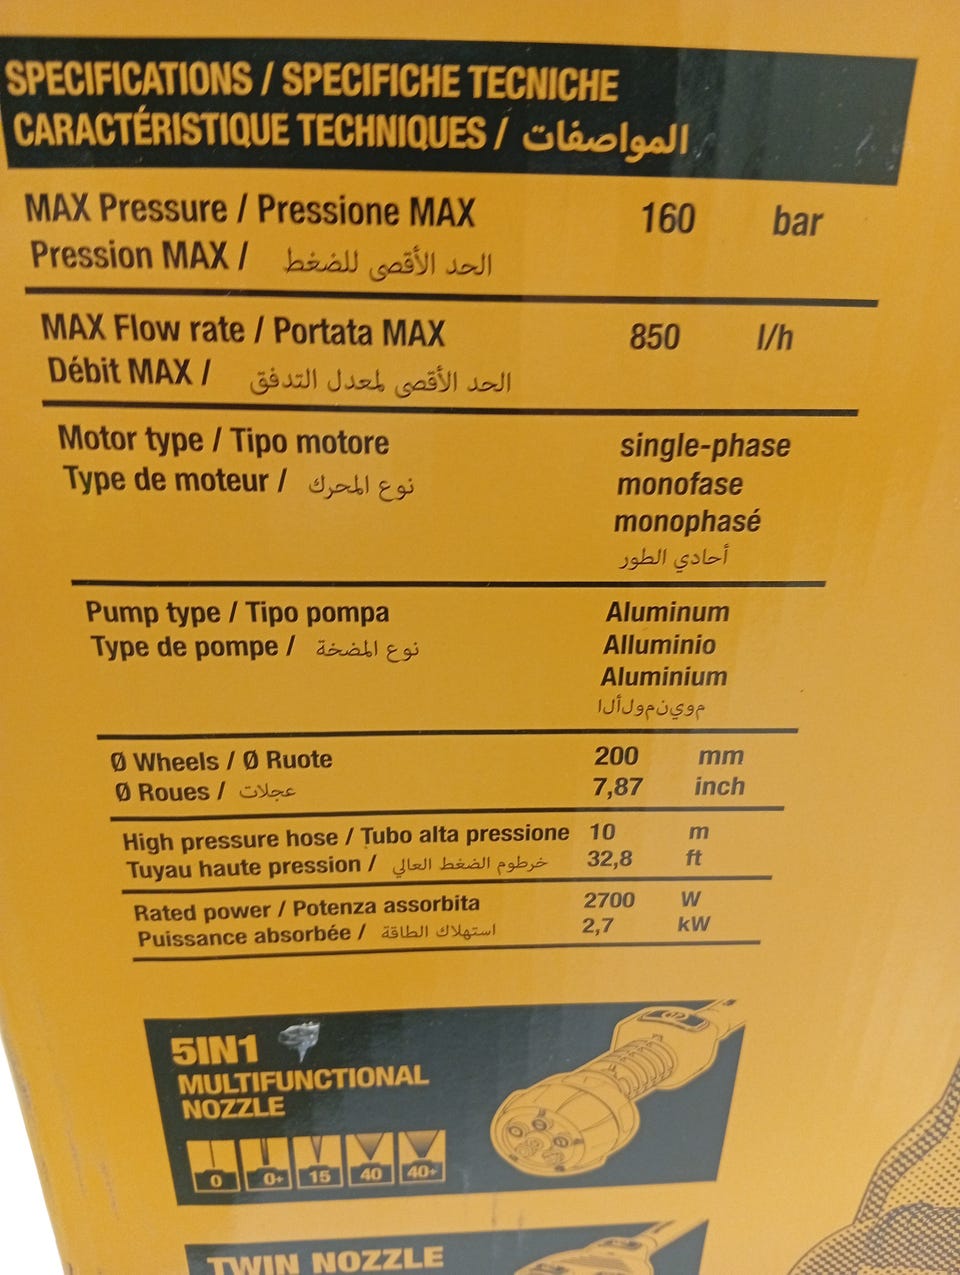 SPECIFICATIONS / SPECIFICHE TECNICHE
CARACTÉRISTIQUE TECHNIQUES / المواصفات
MAX Pressure / Pressione MAX 160 bar
Pression MAX / الحد الأقصى للضغط
MAX Flow rate / Portata MAX 850 l/h
Débit MAX / الحد الأقصى لمعدل التدفق
Motor type / Tipo motore single-phase
Type de moteur / نوع المحرك monofase
monophasé
أحادي الطور
Pump type / Tipo pompa Aluminum
Type de pompe / نوع المضخة Alluminio
Aluminium
ا ل أ ل و م ن ي و م
Ø Wheels / Ø Ruote 200 mm
Ø Roues / عجلات 7,87 inch
High pressure hose / Tubo alta pressione 10 m
Tuyau haute pression / خرطوم الضغط العالي 32,8 ft
Rated power / Potenza assorbita 2700 W
Puissance absorbée / استهلاك الطاقة 2,7 kW
5IN1
MULTIFUNCTIONAL
NOZZLE
0 0+ 15 40 40+
TWIN NOZZLE